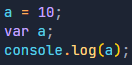 a = 10;
var a;
console.log(a);